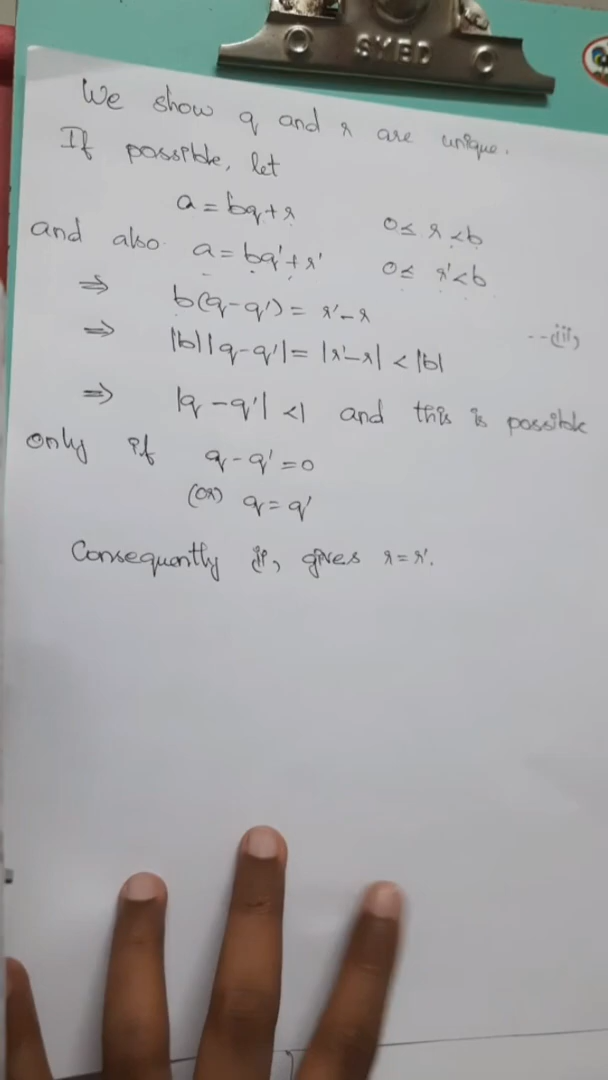 SYED
We show q and r are unique.
If possible, let
a = bq + r 0 ≤ r < b
and also a = bq' + r' 0 ≤ r' < b
⇒ b(q - q') = r' - r
⇒ |b| |q - q'| = |r' - r| < |b| --(ii),
⇒ |q - q'| < 1 and this is possible
only if q - q' = 0
(or) q = q'
Consequently (ii), gives r = r'.